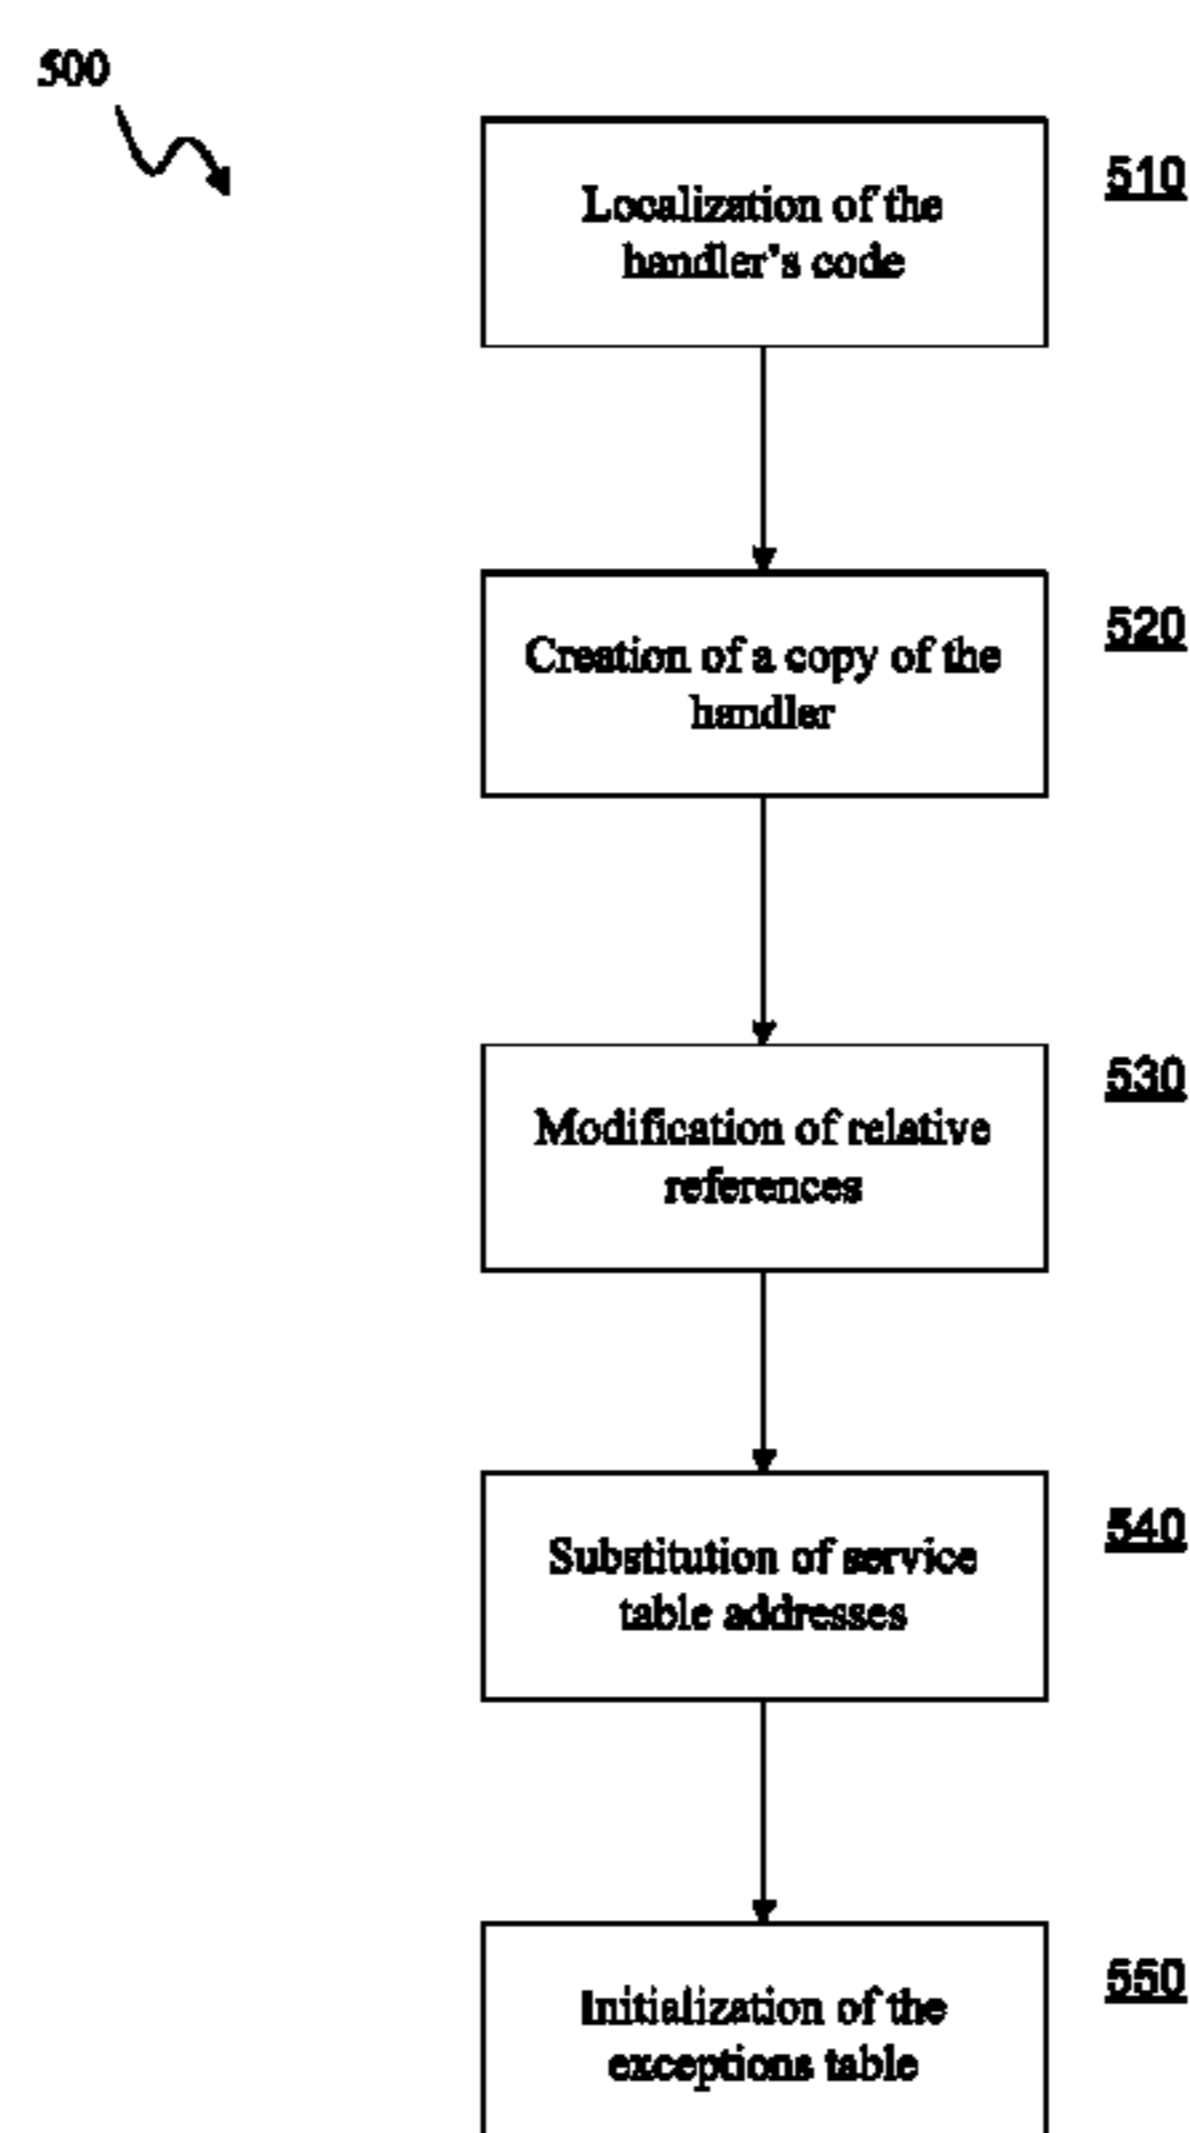 500
510
Localization of the
handler's code
520
Creation of a copy of the
handler
530
Modification of relative
references
540
Substitution of service
table addresses
550
Initialization of the
exceptions table